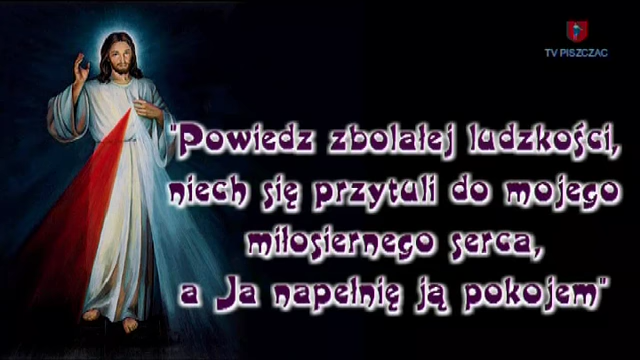 TV PISZCZAC
"Powiedz zbolałej ludzkości,
niech się przytuli do mojego
miłosiernego serca,
a Ja napełnię ją pokojem"